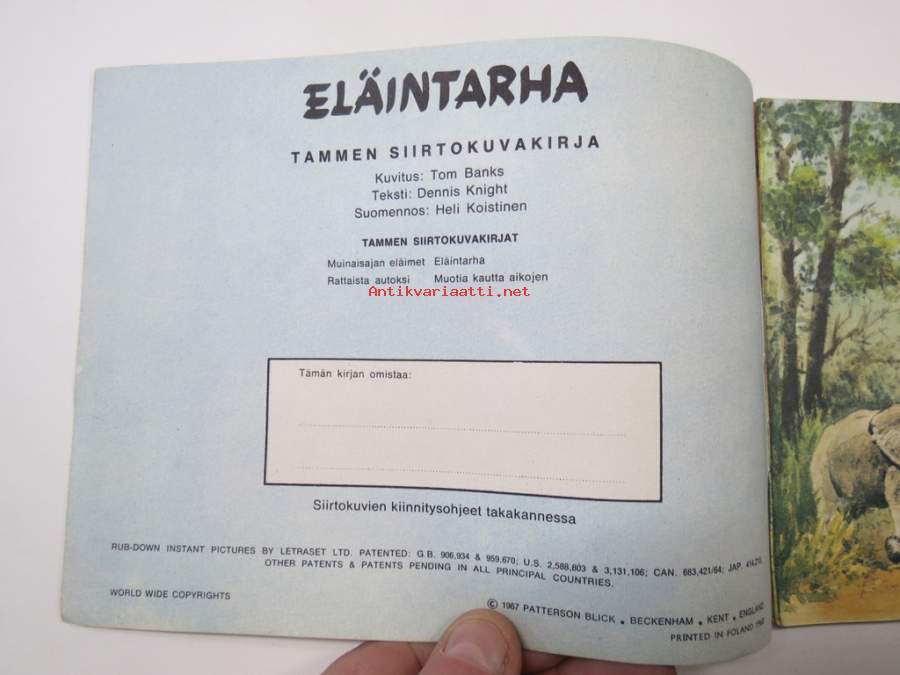 ELÄINTARHA
TAMMEN SIIRTOKUVAKIRJA
Kuvitus: Tom Banks
Teksti: Dennis Knight
Suomennos: Heli Koistinen
TAMMEN SIIRTOKUVAKIRJAT
Muinaisajan eläimet Eläintarha
Rattaista autoksi Muotia kautta aikojen
Antikvariaatti.net
Tämän kirjan omistaa:
Siirtokuvien kiinnitysohjeet takakannessa
RUB-DOWN INSTANT PICTURES BY LETRASET LTD. PATENTED: G.B. 906,934 & 959,670; U.S. 2,588,803 & 3,131,106; CAN. 683,421/64; JAP.
OTHER PATENTS & PATENTS PENDING IN ALL PRINCIPAL COUNTRIES.
WORLD WIDE COPYRIGHTS
© 1967 PATTERSON BLICK . BECKENHAM . KENT . ENGLAND
PRINTED IN POLAND